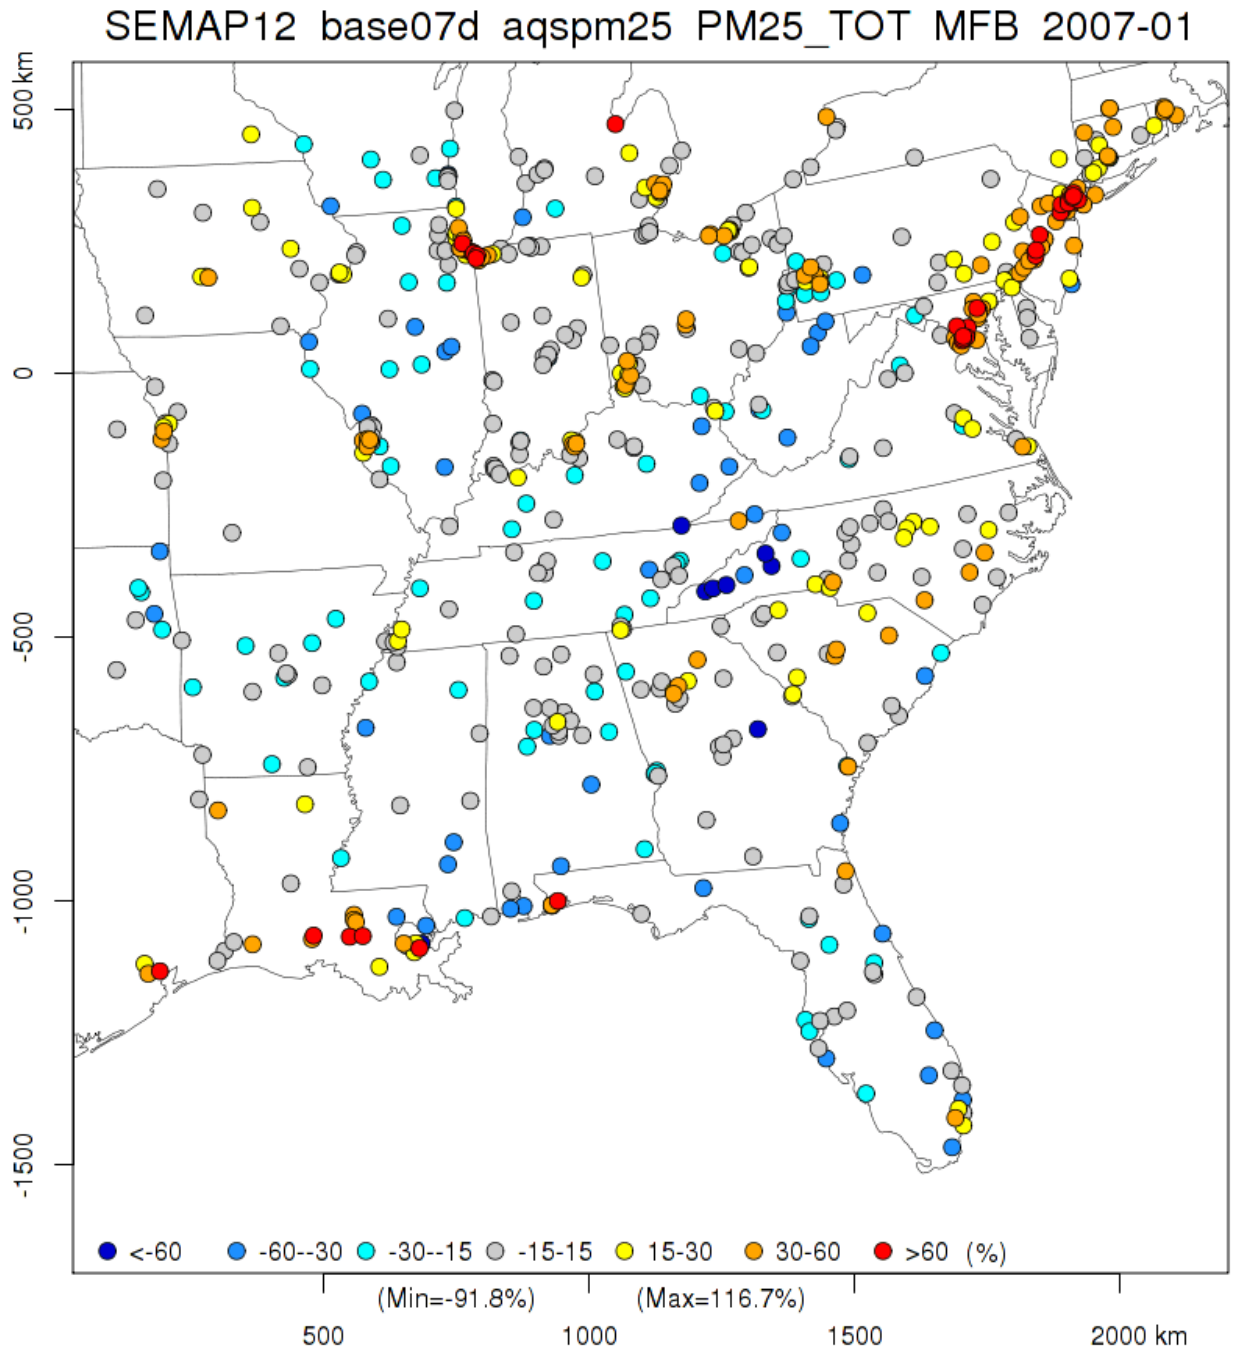 SEMAP12 base07d aqspm25 PM25_TOT MFB 2007-01
500 km
0
-500
-1000
-1500
<-60 -60--30 -30--15 -15-15 15-30 30-60 >60 (%)
(Min=-91.8%) (Max=116.7%)
500 1000 1500 2000 km